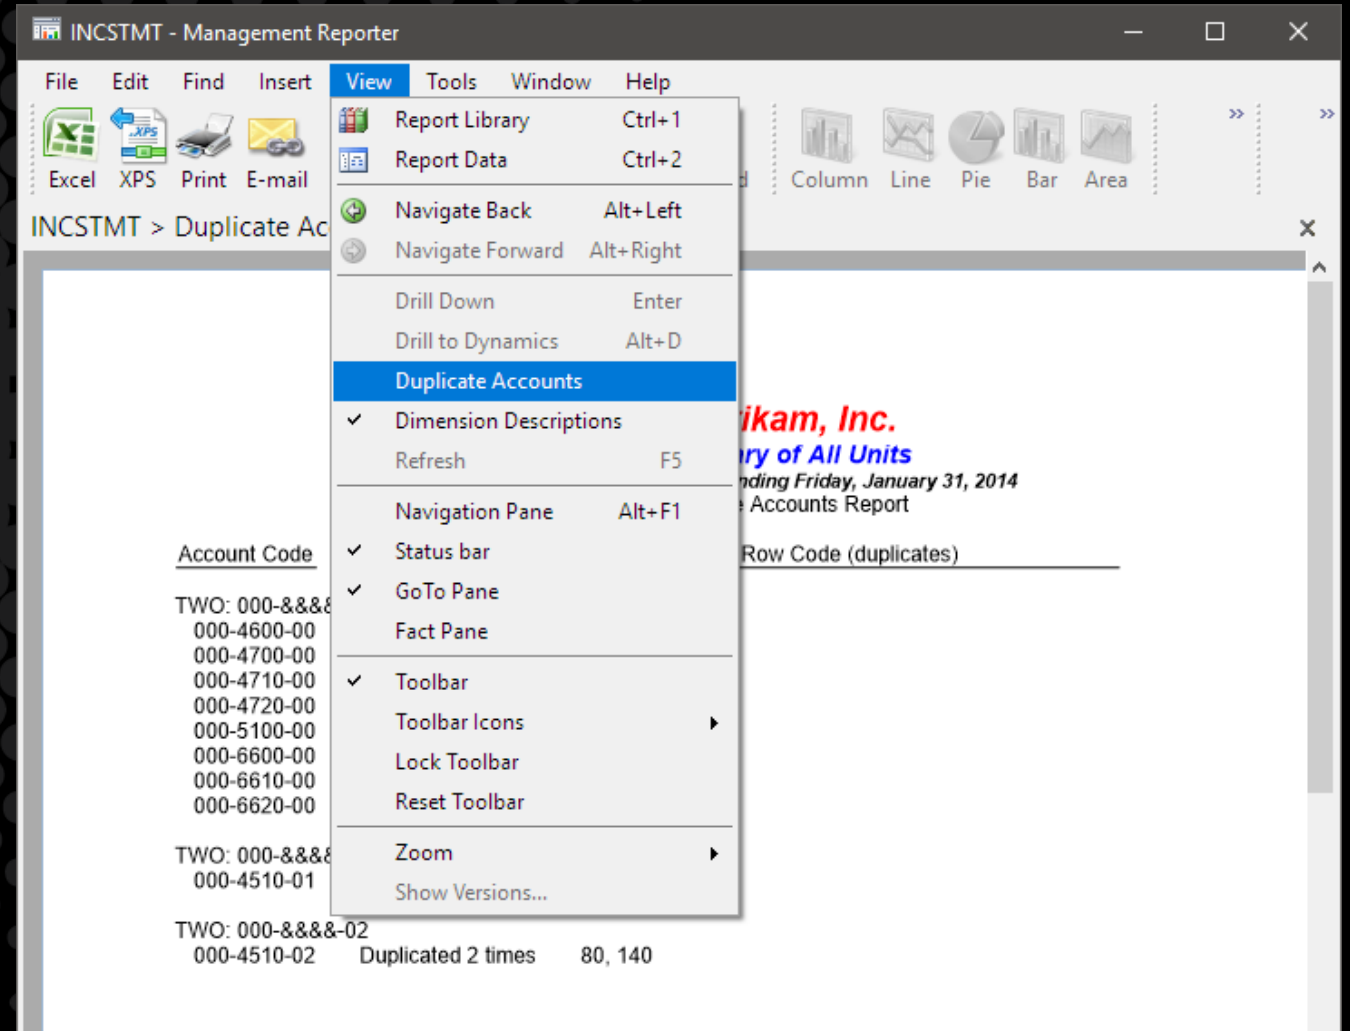 INCSTMT - Management Reporter
File Edit Find Insert View Tools Window Help
Excel XPS Print E-mail Column Line Pie Bar Area
INCSTMT > Duplicate Ac
Report Library Ctrl+1
Report Data Ctrl+2
Navigate Back Alt+Left
Navigate Forward Alt+Right
Drill Down Enter
Drill to Dynamics Alt+D
Duplicate Accounts
Dimension Descriptions
Refresh F5
Navigation Pane Alt+F1
Status bar
GoTo Pane
Fact Pane
Toolbar
Toolbar Icons
Lock Toolbar
Reset Toolbar
Zoom
Show Versions...
ikam, Inc.
ry of All Units
nding Friday, January 31, 2014
Accounts Report
Account Code Row Code (duplicates)
TWO: 000-&&&&
000-4600-00
000-4700-00
000-4710-00
000-4720-00
000-5100-00
000-6600-00
000-6610-00
000-6620-00
TWO: 000-&&&&
000-4510-01
TWO: 000-&&&&-02
000-4510-02 Duplicated 2 times 80, 140